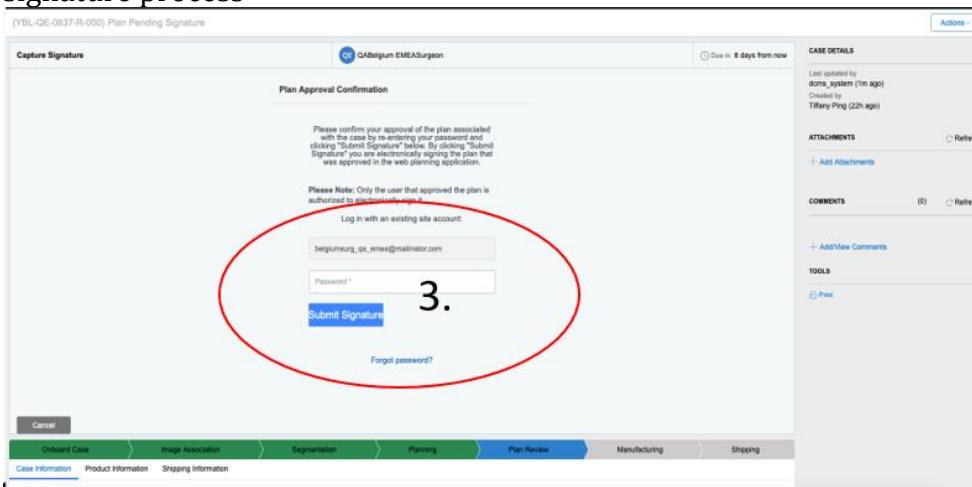 signature process
(YBL-QE-0637-R-000) Plan Pending Signature
Actions
Capture Signature
QE QABelgium EMEASurgeon
Due in 8 days from now
Plan Approval Confirmation
Please confirm your approval of the plan associated
with the case by re-entering your password and
clicking "Submit Signature" below. By clicking "Submit
Signature" you are electronically signing the plan that
was approved in the web planning application.
Please Note: Only the user that approved the plan is
authorized to electronically sign it.
Log in with an existing site account:
belgiumsurg_qa_emea@mailinator.com
Password *
3.
Submit Signature
Forgot password?
Cancel
CASE DETAILS
Last updated by
doms_system (1m ago)
Created by
Tiffany Ping (22h ago)
ATTACHMENTS
Refre
+ Add Attachments
COMMENTS (0) Refre
+ Add/View Comments
TOOLS
Print
Onboard Case
Image Association
Segmentation
Planning
Plan Review
Manufacturing
Shipping
Case Information
Product Information
Shipping Information